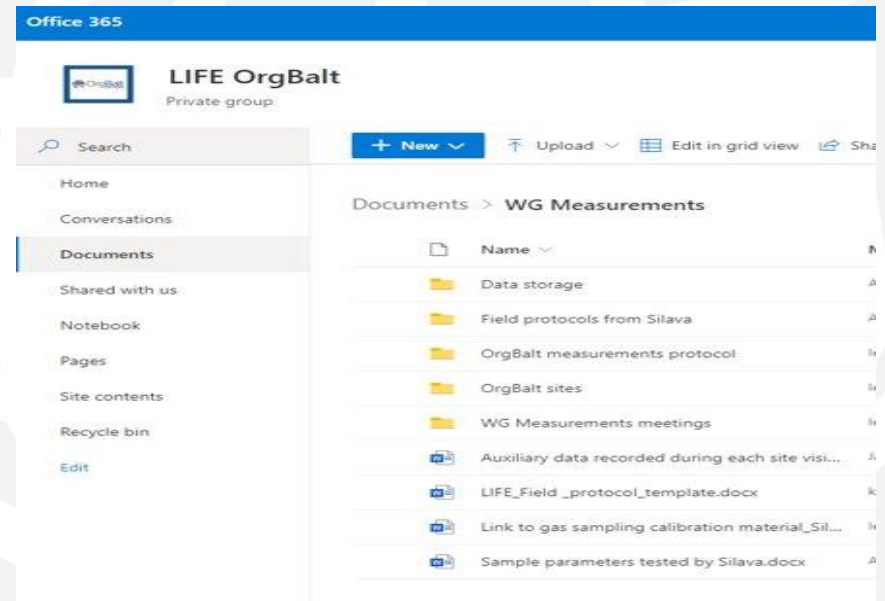 Office 365
OrgBalt
LIFE OrgBalt
Private group
Search
New
Upload
Edit in grid view
Sha
Home
Conversations
Documents
Shared with us
Notebook
Pages
Site contents
Recycle bin
Edit
Documents > WG Measurements
Name
Data storage
Field protocols from Silava
OrgBalt measurements protocol
OrgBalt sites
WG Measurements meetings
Auxiliary data recorded during each site visi...
LIFE_Field _protocol_template.docx
Link to gas sampling calibration material_Sil...
Sample parameters tested by Silava.docx